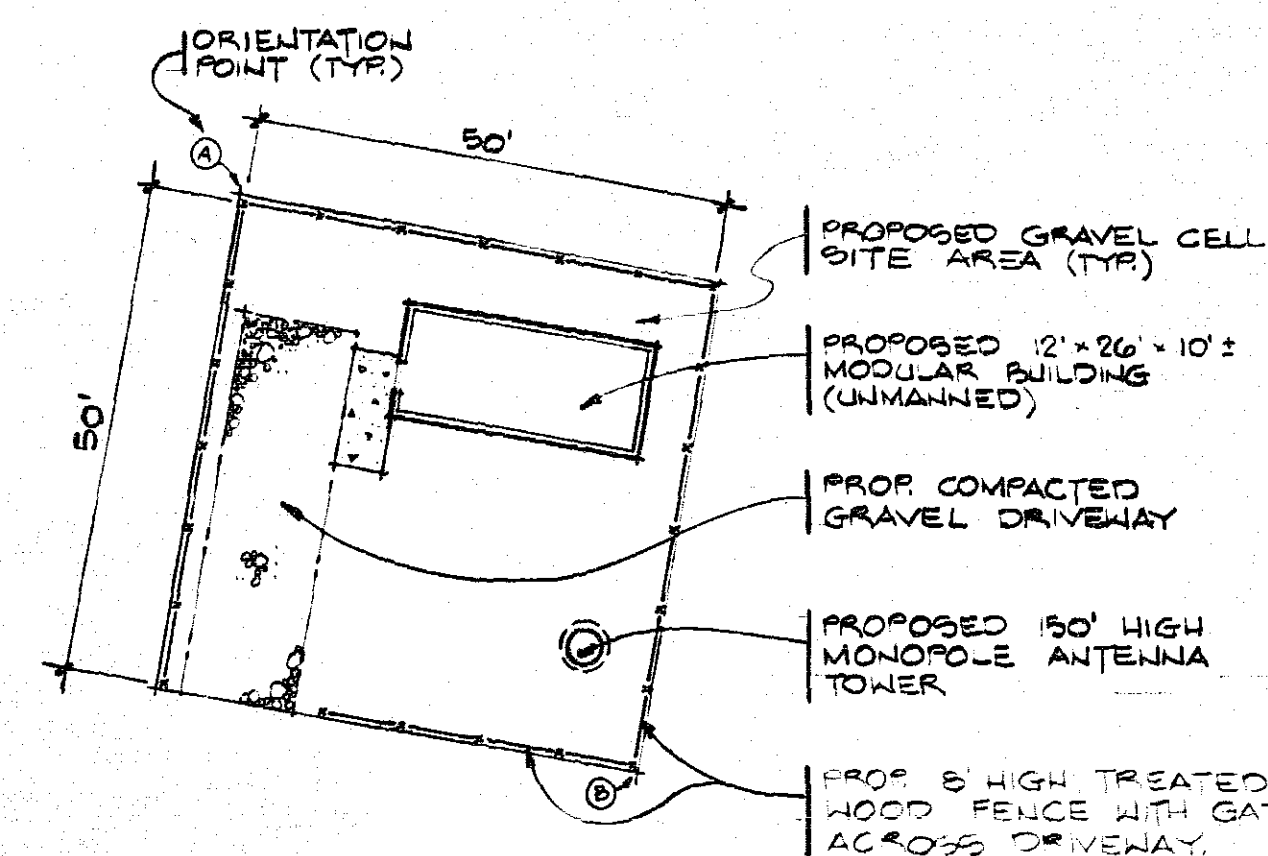 ORIENTATION
POINT (TYP.)
A
50'
50'
PROPOSED GRAVEL CELL
SITE AREA (TYP.)
PROPOSED 12' x 26' x 10' ±
MODULAR BUILDING
(UNMANNED)
PROP. COMPACTED
GRAVEL DRIVEWAY
PROPOSED 150' HIGH
MONOPOLE ANTENNA
TOWER
B
PROP. 8' HIGH TREATED
WOOD FENCE WITH GAT
ACROSS DRIVEWAY.